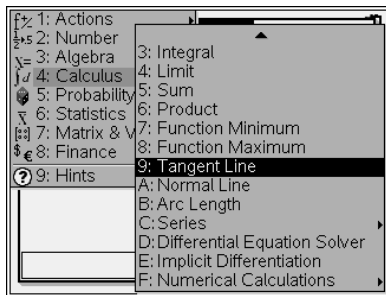 1: Actions
2: Number
3: Algebra
4: Calculus
5: Probability
6: Statistics
7: Matrix & V
8: Finance
9: Hints
3: Integral
4: Limit
5: Sum
6: Product
7: Function Minimum
8: Function Maximum
9: Tangent Line
A: Normal Line
B: Arc Length
C: Series
D: Differential Equation Solver
E: Implicit Differentiation
F: Numerical Calculations